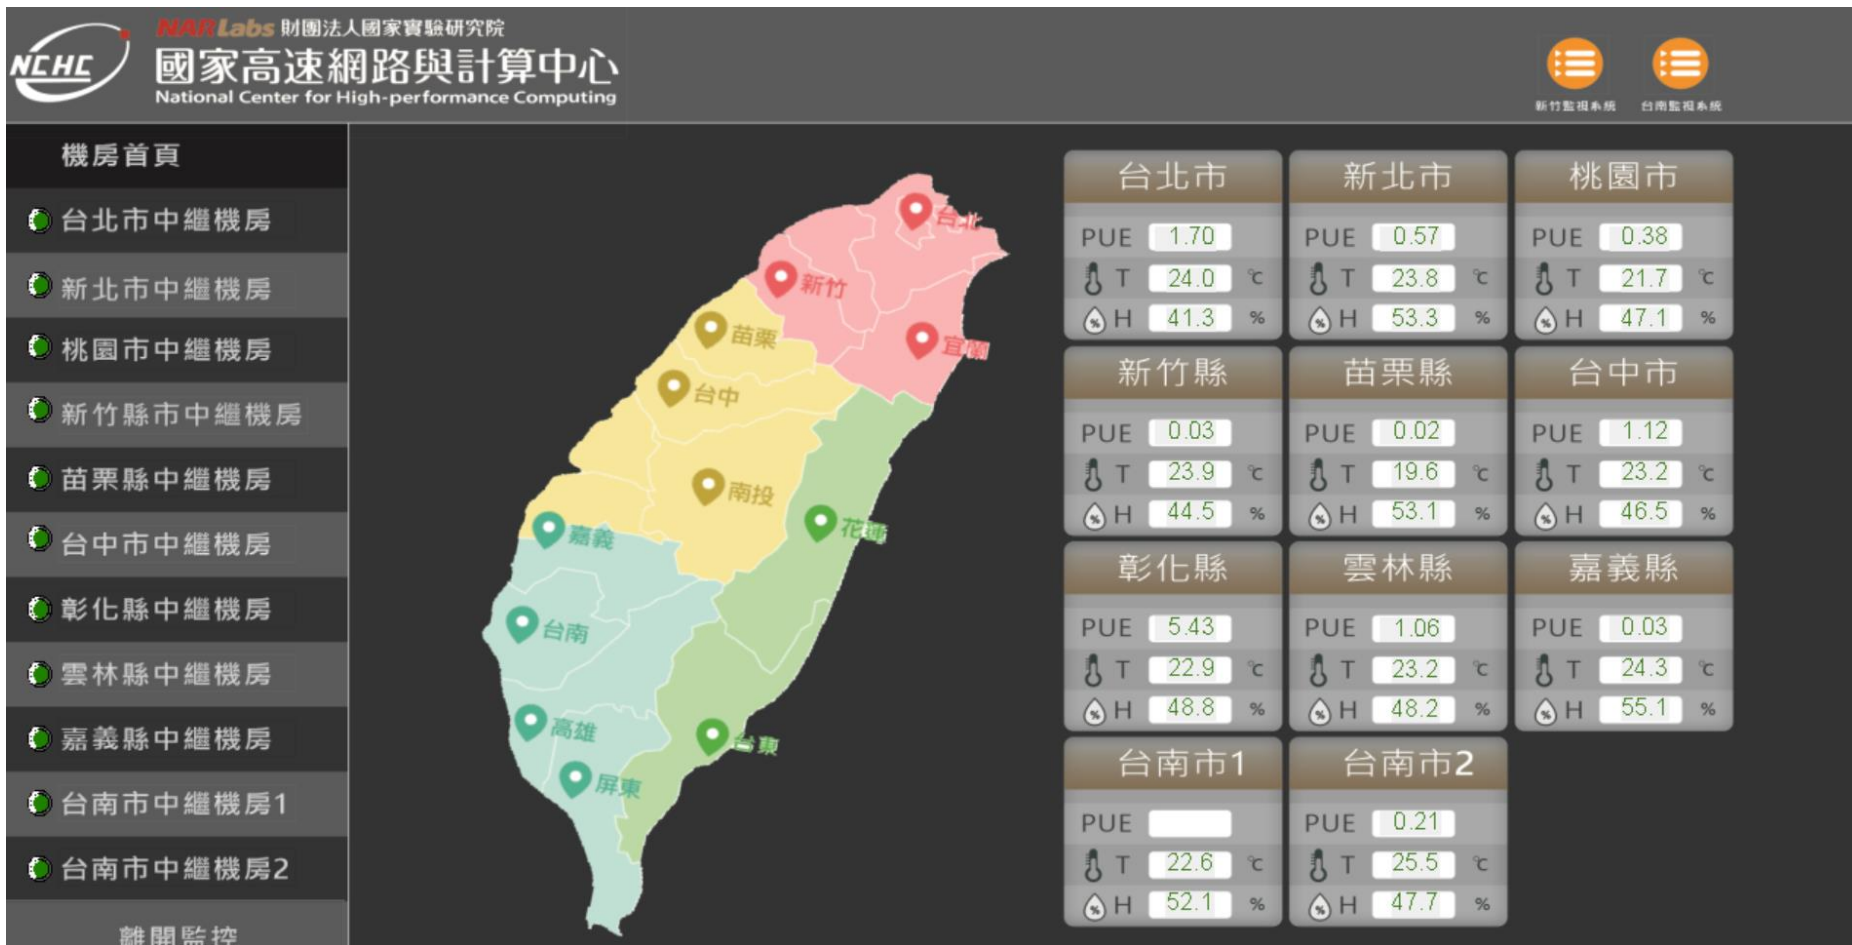 NCHC
NARLabs 財團法人國家實驗研究院
國家高速網路與計算中心
National Center for High-performance Computing
新竹監視系統
台南監視系統
機房首頁
台北市中繼機房
新北市中繼機房
桃園市中繼機房
新竹縣市中繼機房
苗栗縣中繼機房
台中市中繼機房
彰化縣中繼機房
雲林縣中繼機房
嘉義縣中繼機房
台南市中繼機房1
台南市中繼機房2
離開監控
台北
新竹
宜蘭
苗栗
台中
南投
花蓮
嘉義
台南
高雄
台東
屏東
台北市
PUE 1.70
T 24.0 ℃
% H 41.3 %
新北市
PUE 0.57
T 23.8 ℃
% H 53.3 %
桃園市
PUE 0.38
T 21.7 ℃
% H 47.1 %
新竹縣
PUE 0.03
T 23.9 ℃
% H 44.5 %
苗栗縣
PUE 0.02
T 19.6 ℃
% H 53.1 %
台中市
PUE 1.12
T 23.2 ℃
% H 46.5 %
彰化縣
PUE 5.43
T 22.9 ℃
% H 48.8 %
雲林縣
PUE 1.06
T 23.2 ℃
% H 48.2 %
嘉義縣
PUE 0.03
T 24.3 ℃
% H 55.1 %
台南市1
PUE
T 22.6 ℃
% H 52.1 %
台南市2
PUE 0.21
T 25.5 ℃
% H 47.7 %